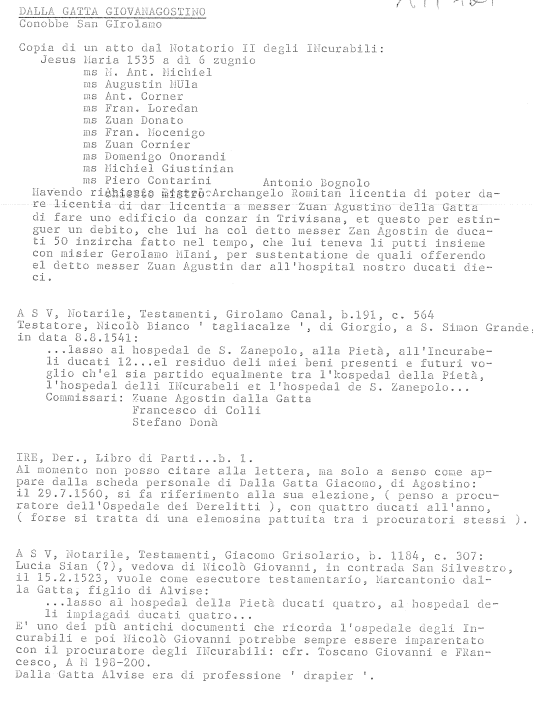 DALLA GATTA GIOVANAGOSTINO
Conobbe San GIrolamo
Copia di un atto dal Notatorio II degli INcurabili:
Jesus Maria 1535 a dì 6 zugnio
ms M. Ant. Michiel
ms Augustin MUla
ms Ant. Corner
ms Fran. Loredan
ms Zuan Donato
ms Fran. Mocenigo
ms Zuan Cornier
ms Domenigo Onorandi
ms Michiel Giustinian
ms Piero Contarini Antonio Bognolo
Havendo richiesto mistro Archangelo Romitan licentia di poter da-
re licentia di dar licentia a messer Zuan Agustino della Gatta
di fare uno edificio da conzar in Trivisana, et questo per estin-
guer un debito, che lui ha col detto messer Zan Agostin de duca-
ti 50 inzircha fatto nel tempo, che lui teneva li putti insieme
con misier Gerolamo MIani, per sustentatione de quali offerendo
el detto messer Zuan Agustin dar all'hospital nostro ducati die-
ci.
A S V, Notarile, Testamenti, Girolamo Canal, b.191, c. 564
Testatore, Nicolò Bianco ' tagliacalze ', di Giorgio, a S. Simon Grande,
in data 8.8.1541:
...lasso al hospedal de S. Zanepolo, alla Pietà, all'Incurabe-
li ducati 12...el residuo deli miei beni presenti e futuri vo-
glio ch'el sia partido equalmente tra l'kospedal della Pietà,
l'hospedal delli INcurabeli et l'hospedal de S. Zanepolo...
Commissari: Zuane Agostin dalla Gatta
Francesco di Colli
Stefano Donà
IRE, Der., Libro di Parti...b. 1.
Al momento non posso citare alla lettera, ma solo a senso come ap-
pare dalla scheda personale di Dalla Gatta Giacomo, di Agostino:
il 29.7.1560, si fa riferimento alla sua elezione, ( penso a procu-
ratore dell'Ospedale dei Derelitti ), con quattro ducati all'anno,
( forse si tratta di una elemosina pattuita tra i procuratori stessi ).
A S V, Notarile, Testamenti, Giacomo Grisolario, b. 1184, c. 307:
Lucia Sian (?), vedova di Nicolò Giovanni, in contrada San Silvestro,
il 15.2.1523, vuole come esecutore testamentario, Marcantonio dal-
la Gatta, figlio di Alvise:
...lasso al hospedal della Pietà ducati quatro, al hospedal de-
li impiagadi ducati quatro...
E' uno dei più antichi documenti che ricorda l'ospedale degli In-
curabili e poi Nicolò Giovanni potrebbe sempre essere imparentato
con il procuratore degli INcurabili: cfr. Toscano Giovanni e FRan-
cesco, A M 198-200.
Dalla Gatta Alvise ers di professione ' drapier '.